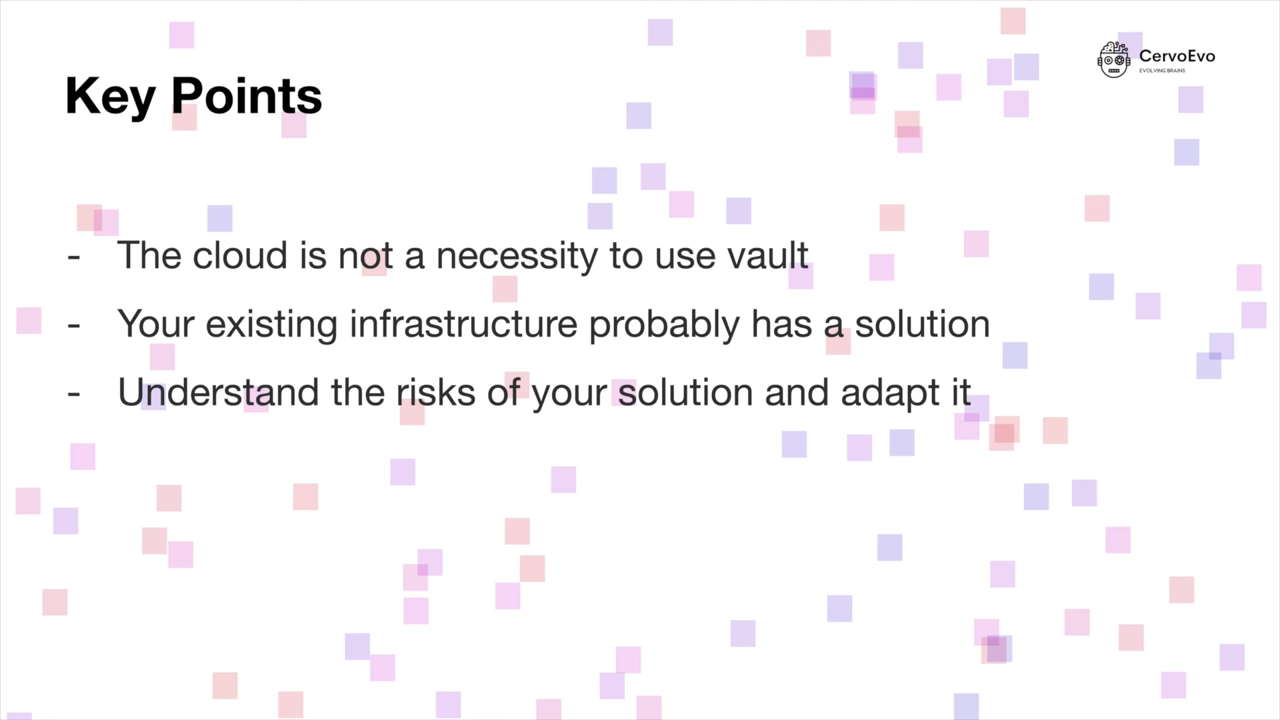 CervoEvo
EVOLVING BRAINS
Key Points
- The cloud is not a necessity to use vault
- Your existing infrastructure probably has a solution
- Understand the risks of your solution and adapt it